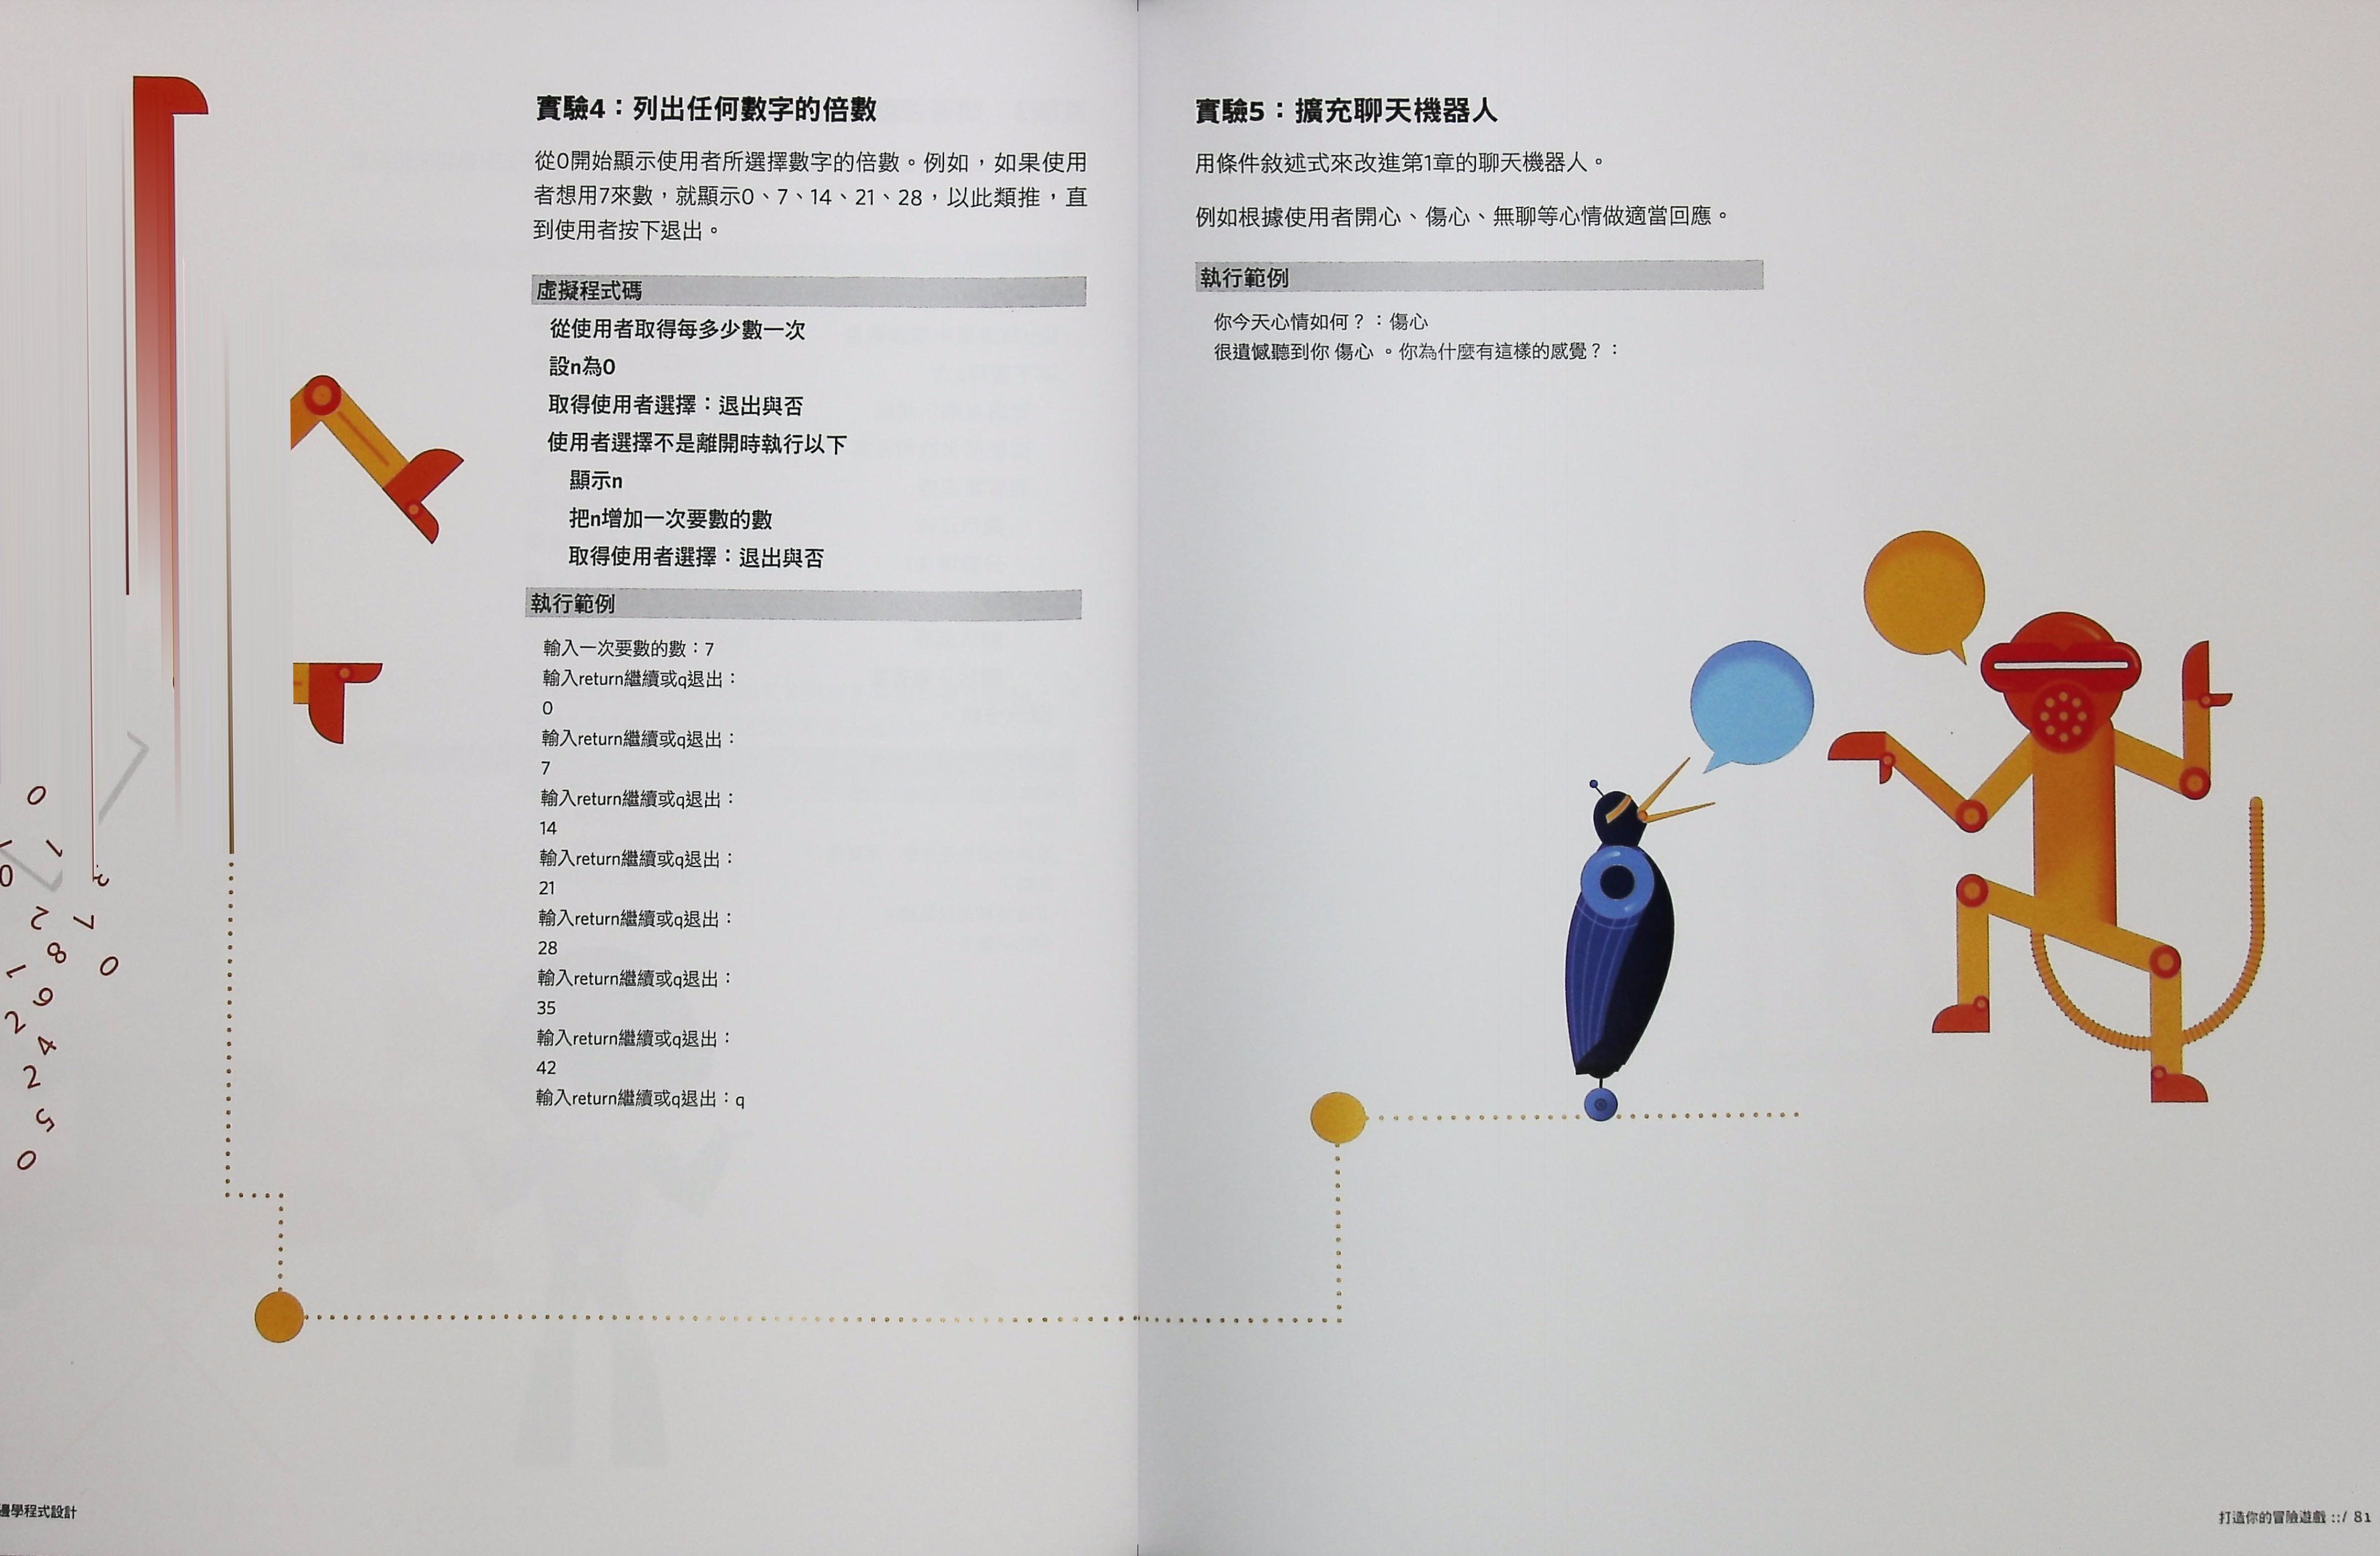 實驗4：列出任何數字的倍數
從0開始顯示使用者所選擇數字的倍數。例如，如果使用
者想用7來數，就顯示0、7、14、21、28，以此類推，直
到使用者按下退出。
虛擬程式碼
從使用者取得每多少數一次
設n為0
取得使用者選擇：退出與否
使用者選擇不是離開時執行以下
顯示n
把n增加一次要數的數
取得使用者選擇：退出與否
執行範例
輸入一次要數的數：7
輸入return繼續或q退出：
0
輸入return繼續或q退出：
7
輸入return繼續或q退出：
14
輸入return繼續或q退出：
21
輸入return繼續或q退出：
28
輸入return繼續或q退出：
35
輸入return繼續或q退出：
42
輸入return繼續或q退出：q
0
1
0
2
7
8
0
1
9
2
4
2
5
0
邊學程式設計
實驗5：擴充聊天機器人
用條件敘述式來改進第1章的聊天機器人。
例如根據使用者開心、傷心、無聊等心情做適當回應。
執行範例
你今天心情如何？：傷心
很遺憾聽到你 傷心 。你為什麼有這樣的感覺？：
打造你的冒險遊戲 ::/ 81